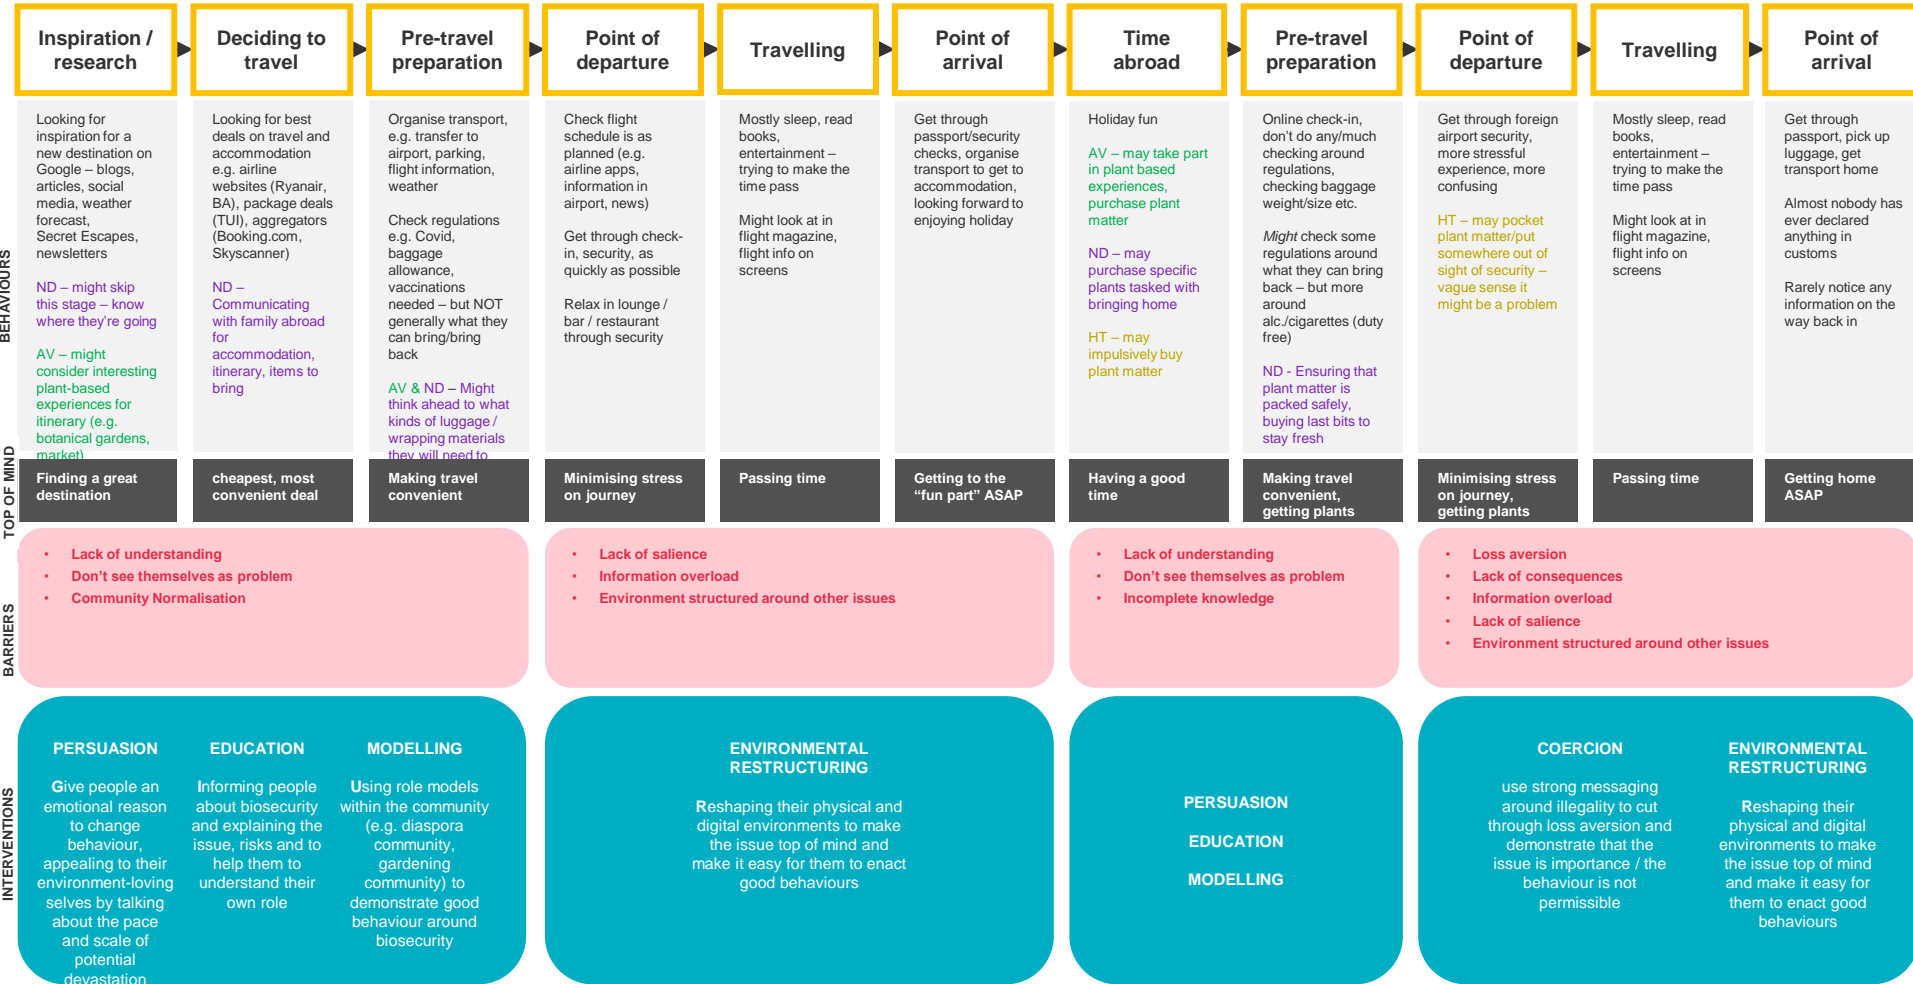 Inspiration /
research
Deciding to
travel
Pre-travel
preparation
Point of
departure
Travelling
Point of
arrival
Time
abroad
Pre-travel
preparation
Point of
departure
Travelling
Point of
arrival
BEHAVIOURS
Looking for
inspiration for a
new destination on
Google – blogs,
articles, social
media, weather
forecast,
Secret Escapes,
newsletters
ND – might skip
this stage – know
where they're going
AV – might
consider interesting
plant-based
experiences for
itinerary (e.g.
botanical gardens,
market)
Looking for best
deals on travel and
accommodation
e.g. airline
websites (Ryanair,
BA), package deals
(TUI), aggregators
(Booking.com,
Skyscanner)
ND –
Communicating
with family abroad
for
accommodation,
itinerary, items to
bring
Organise transport,
e.g. transfer to
airport, parking,
flight information,
weather
Check regulations
e.g. Covid,
baggage
allowance,
vaccinations
needed – but NOT
generally what they
can bring/bring
back
AV & ND – Might
think ahead to what
kinds of luggage /
wrapping materials
they will need to
Check flight
schedule is as
planned (e.g.
airline apps,
information in
airport, news)
Get through check-
in, security, as
quickly as possible
Relax in lounge /
bar / restaurant
through security
Mostly sleep, read
books,
entertainment –
trying to make the
time pass
Might look at in
flight magazine,
flight info on
screens
Get through
passport/security
checks, organise
transport to get to
accommodation,
looking forward to
enjoying holiday
Holiday fun
AV – may take part
in plant based
experiences,
purchase plant
matter
ND – may
purchase specific
plants tasked with
bringing home
HT – may
impulsively buy
plant matter
Online check-in,
don't do any/much
checking around
regulations,
checking baggage
weight/size etc.
Might check some
regulations around
what they can bring
back – but more
around
alc./cigarettes (duty
free)
ND - Ensuring that
plant matter is
packed safely,
buying last bits to
stay fresh
Get through foreign
airport security,
more stressful
experience, more
confusing
HT – may pocket
plant matter/put
somewhere out of
sight of security –
vague sense it
might be a problem
Mostly sleep, read
books,
entertainment –
trying to make the
time pass
Might look at in
flight magazine,
flight info on
screens
Get through
passport, pick up
luggage, get
transport home
Almost nobody has
ever declared
anything in
customs
Rarely notice any
information on the
way back in
TOP OF MIND
Finding a great
destination
cheapest, most
convenient deal
Making travel
convenient
Minimising stress
on journey
Passing time
Getting to the
“fun part” ASAP
Having a good
time
Making travel
convenient,
getting plants
Minimising stress
on journey,
getting plants
Passing time
Getting home
ASAP
BARRIERS
• Lack of understanding
• Don't see themselves as problem
• Community Normalisation
• Lack of salience
• Information overload
• Environment structured around other issues
• Lack of understanding
• Don't see themselves as problem
• Incomplete knowledge
• Loss aversion
• Lack of consequences
• Information overload
• Lack of salience
• Environment structured around other issues
INTERVENTIONS
PERSUASION
Give people an
emotional reason
to change
behaviour,
appealing to their
environment-loving
selves by talking
about the pace
and scale of
potential
devastation
EDUCATION
Informing people
about biosecurity
and explaining the
issue, risks and to
help them to
understand their
own role
MODELLING
Using role models
within the community
(e.g. diaspora
community,
gardening
community) to
demonstrate good
behaviour around
biosecurity
ENVIRONMENTAL
RESTRUCTURING
Reshaping their physical and
digital environments to make
the issue top of mind and
make it easy for them to enact
good behaviours
PERSUASION
EDUCATION
MODELLING
COERCION
use strong messaging
around illegality to cut
through loss aversion and
demonstrate that the
issue is importance / the
behaviour is not
permissible
ENVIRONMENTAL
RESTRUCTURING
Reshaping their
physical and digital
environments to make
the issue top of mind
and make it easy for
them to enact good
behaviours